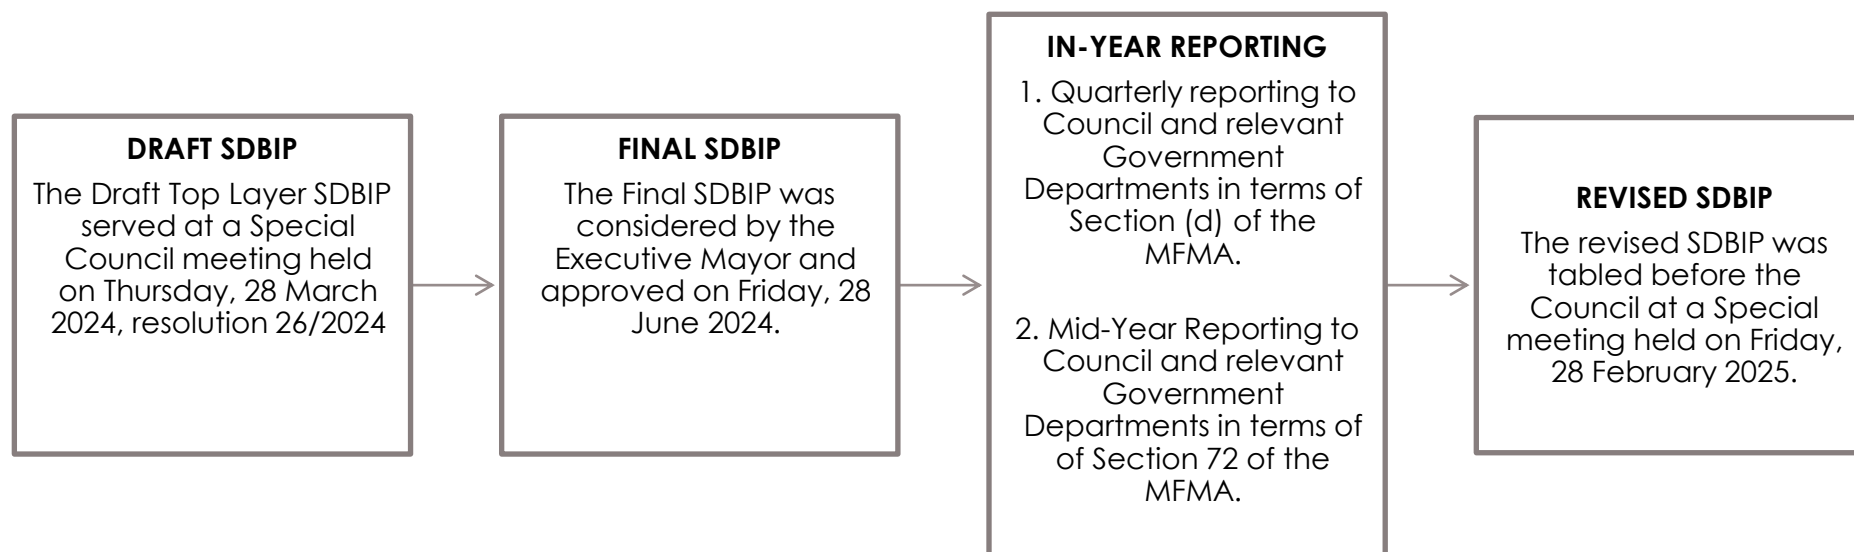 DRAFT SDBIP
The Draft Top Layer SDBIP
served at a Special
Council meeting held
on Thursday, 28 March
2024, resolution 26/2024
FINAL SDBIP
The Final SDBIP was
considered by the
Executive Mayor and
approved on Friday, 28
June 2024.
IN-YEAR REPORTING
1. Quarterly reporting to
Council and relevant
Government
Departments in terms of
Section (d) of the
MFMA.
2. Mid-Year Reporting to
Council and relevant
Government
Departments in terms of
of Section 72 of the
MFMA.
REVISED SDBIP
The revised SDBIP was
tabled before the
Council at a Special
meeting held on Friday,
28 February 2025.